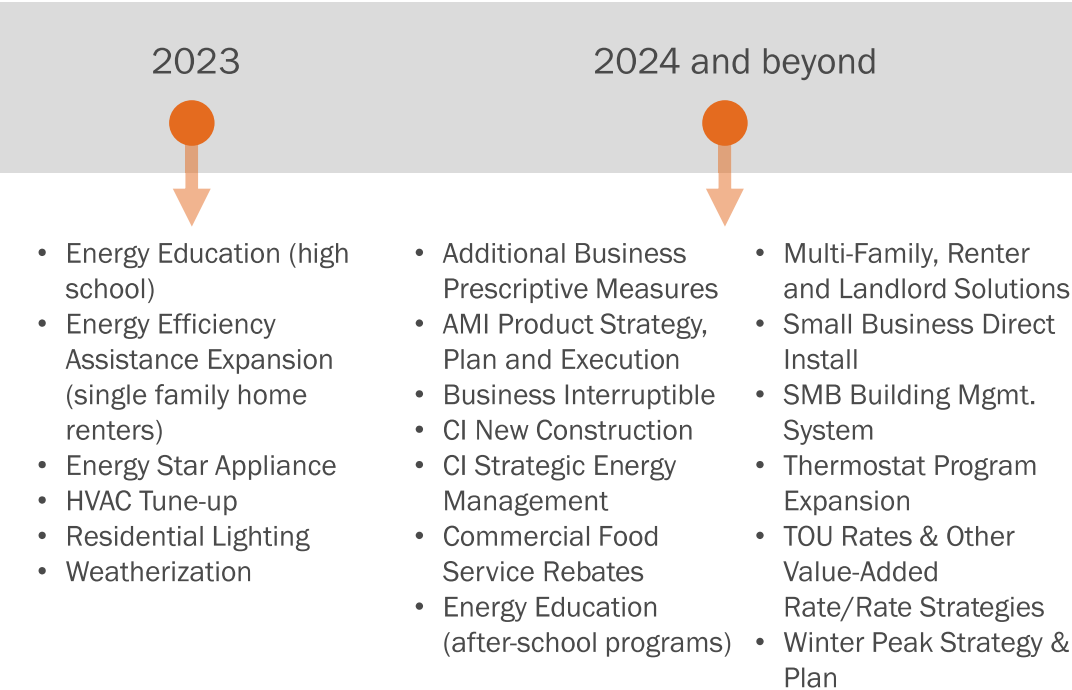 2023
2024 and beyond
• Energy Education (high
school)
• Energy Efficiency
Assistance Expansion
(single family home
renters)
• Energy Star Appliance
• HVAC Tune-up
• Residential Lighting
• Weatherization
• Additional Business
Prescriptive Measures
• AMI Product Strategy,
Plan and Execution
• Business Interruptible
• CI New Construction
• CI Strategic Energy
Management
• Commercial Food
Service Rebates
• Energy Education
(after-school programs)
• Multi-Family, Renter
and Landlord Solutions
• Small Business Direct
Install
• SMB Building Mgmt.
System
• Thermostat Program
Expansion
• TOU Rates & Other
Value-Added
Rate/Rate Strategies
• Winter Peak Strategy &
Plan